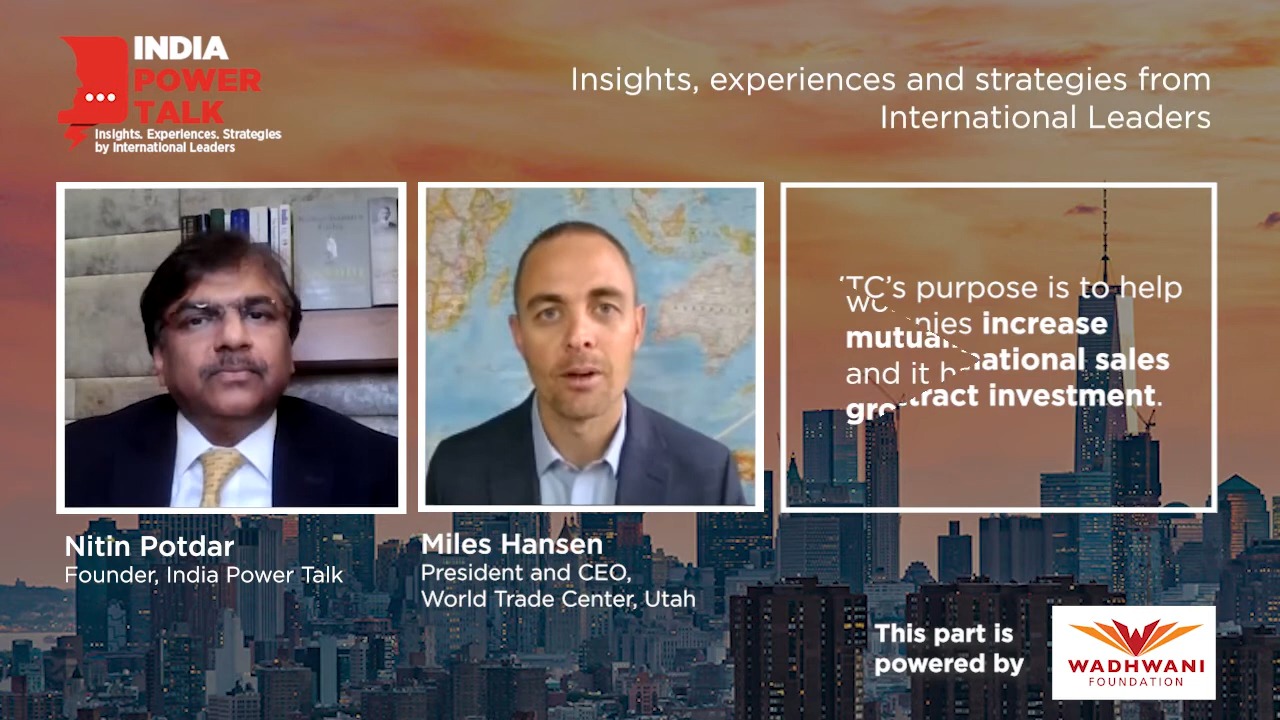 INDIA
POWER
TALK
Insights. Experiences. Strategies
by International Leaders
Insights, experiences and strategies from
International Leaders
purpose is to help
increase
sales
and it
investment.
Nitin Potdar
Founder, India Power Talk
Miles Hansen
President and CEO,
World Trade Center, Utah
This part is
powered by
WADHWANI
FOUNDATION